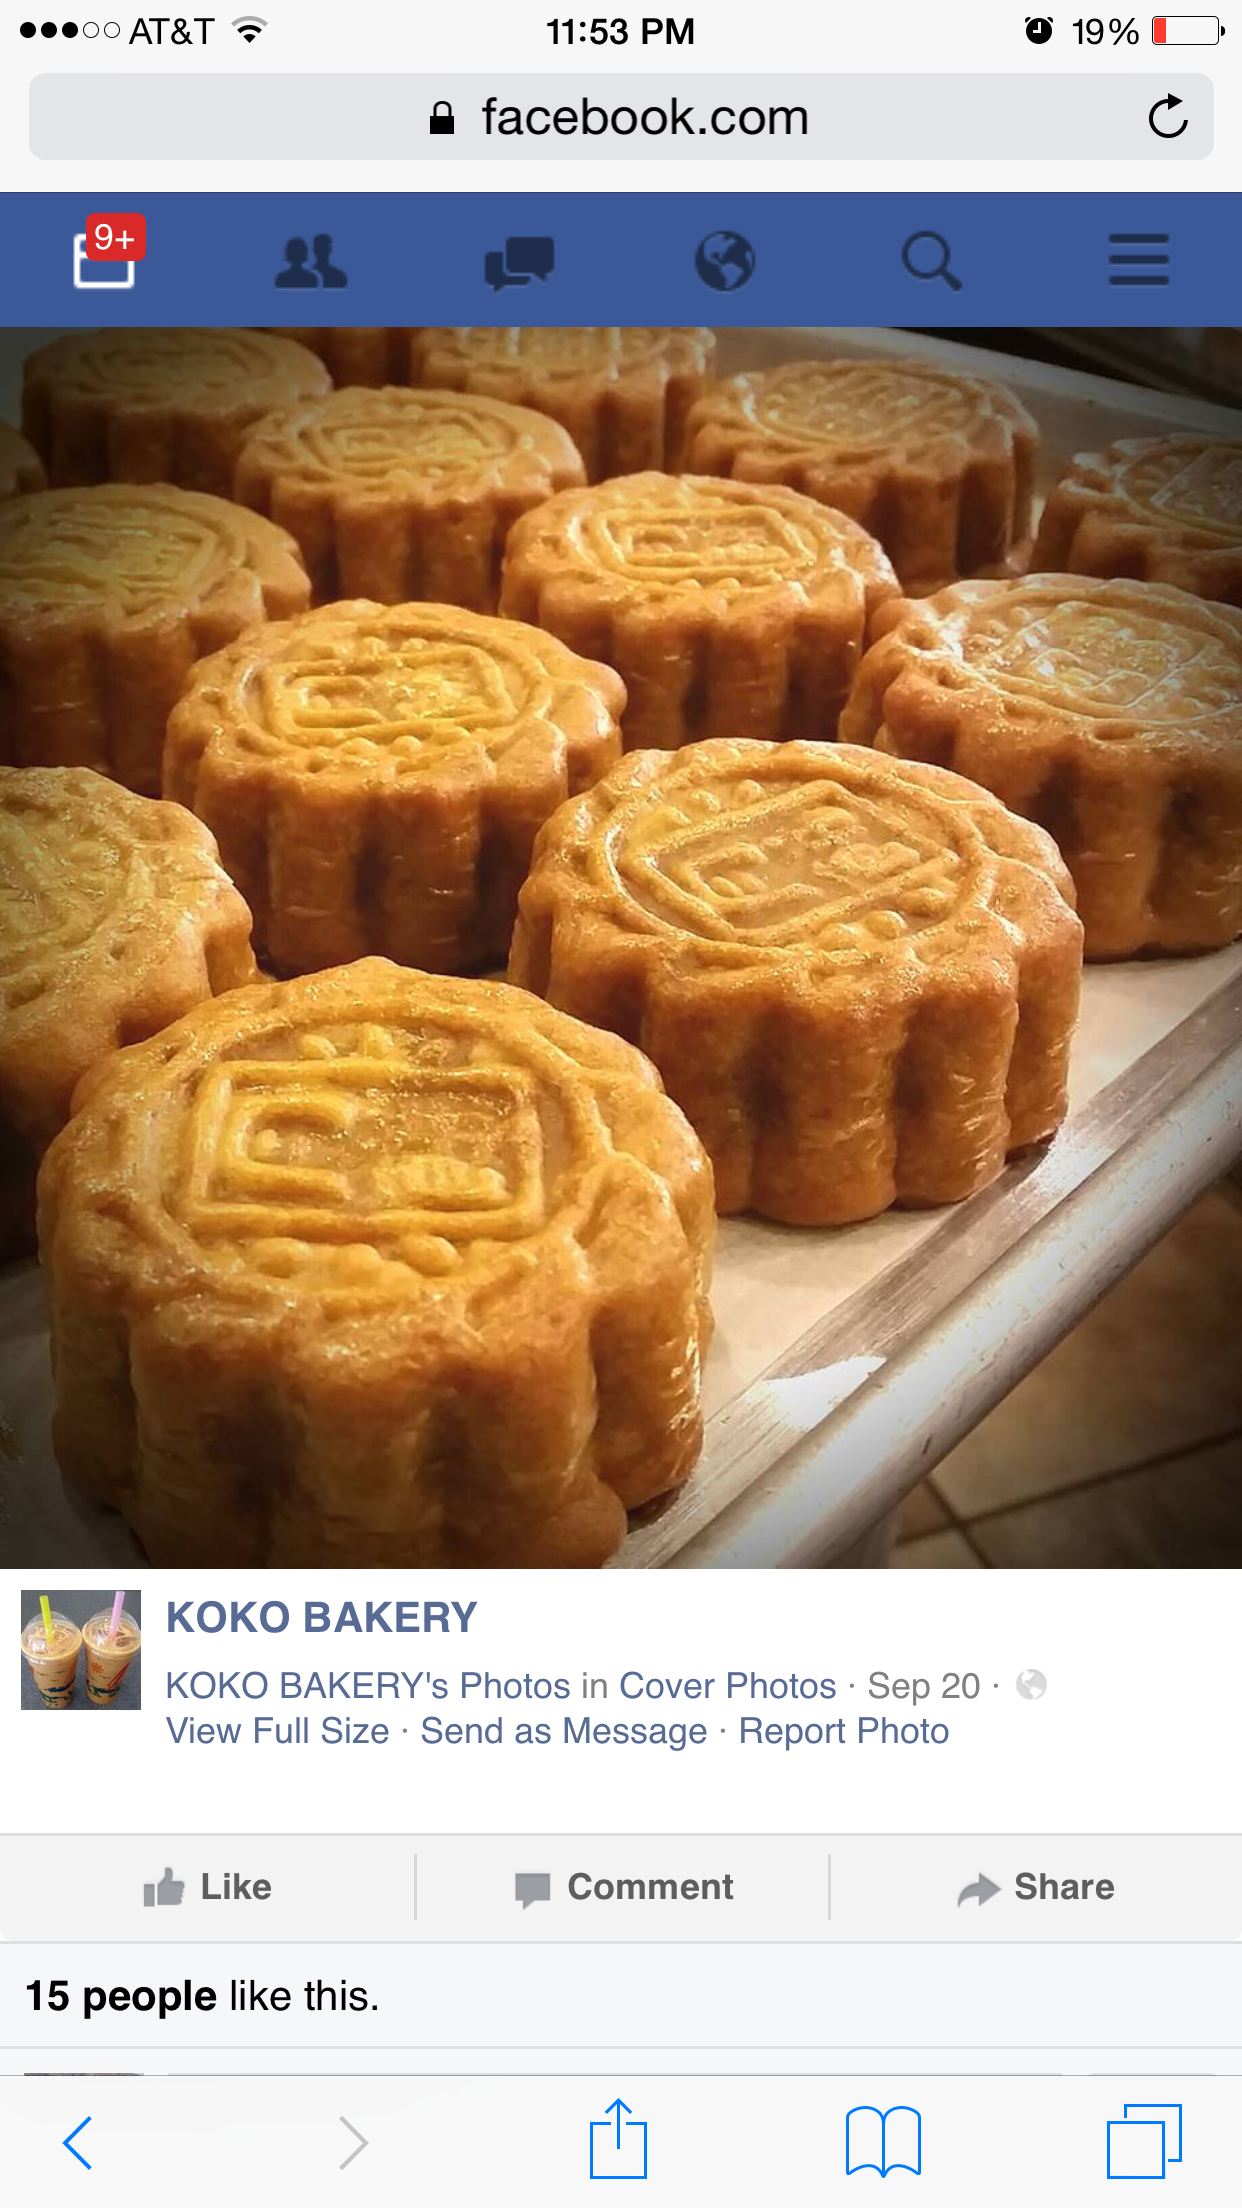 AT&T 11:53 PM 19%
facebook.com
9+
KOKO BAKERY
KOKO BAKERY's Photos in Cover Photos · Sep 20 ·
View Full Size · Send as Message · Report Photo
Like Comment Share
15 people like this.